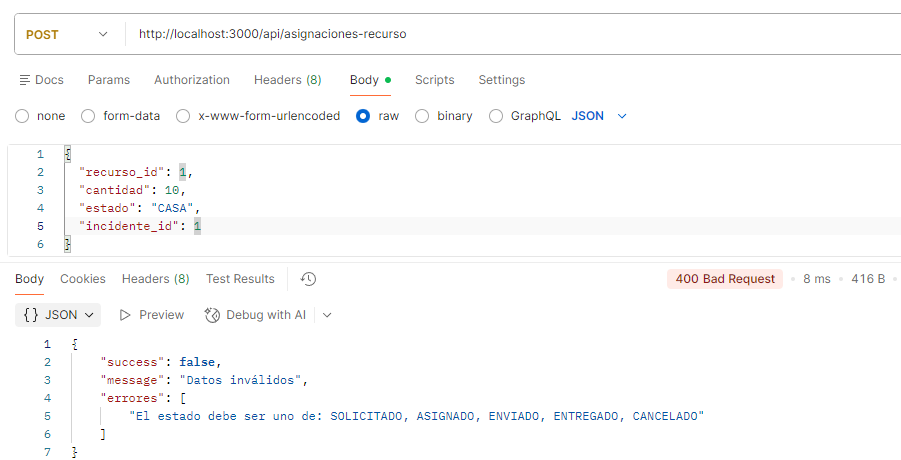 POST http://localhost:3000/api/asignaciones-recurso
Docs Params Authorization Headers (8) Body Scripts Settings
none form-data x-www-form-urlencoded raw binary GraphQL JSON
1 {
2 "recurso_id": 1,
3 "cantidad": 10,
4 "estado": "CASA",
5 "incidente_id": 1
6 }
Body Cookies Headers (8) Test Results 400 Bad Request 8 ms 416 B
{} JSON Preview Debug with AI
1 {
2 "success": false,
3 "message": "Datos inválidos",
4 "errores": [
5 "El estado debe ser uno de: SOLICITADO, ASIGNADO, ENVIADO, ENTREGADO, CANCELADO"
6 ]
7 }